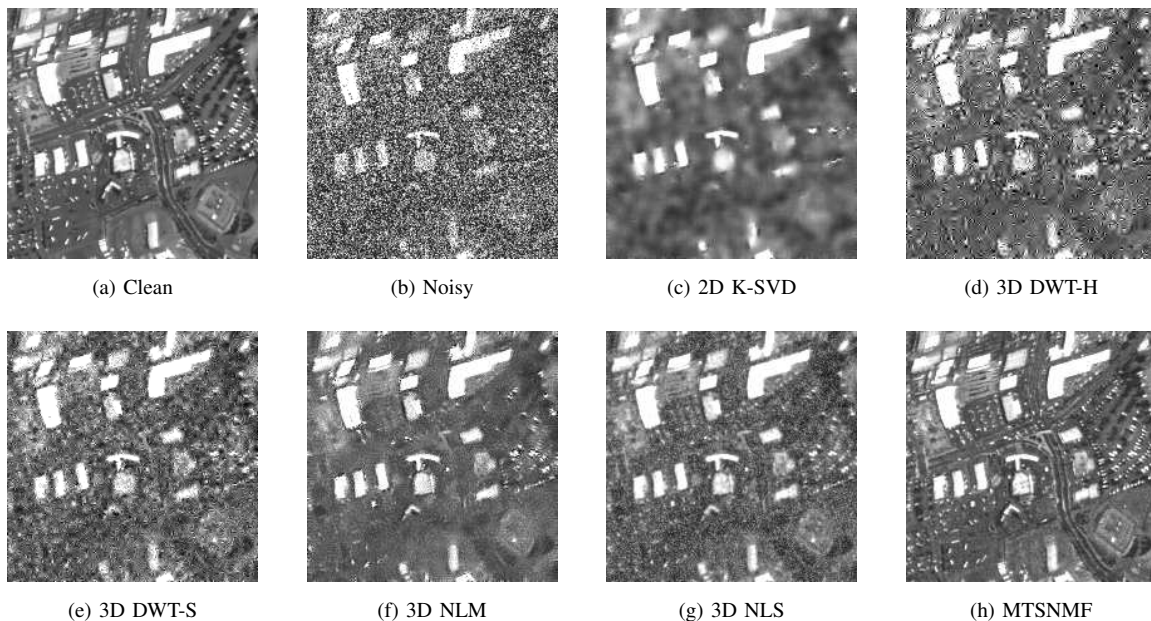 (a) Clean
(b) Noisy
(c) 2D K-SVD
(d) 3D DWT-H
(e) 3D DWT-S
(f) 3D NLM
(g) 3D NLS
(h) MTSNMF